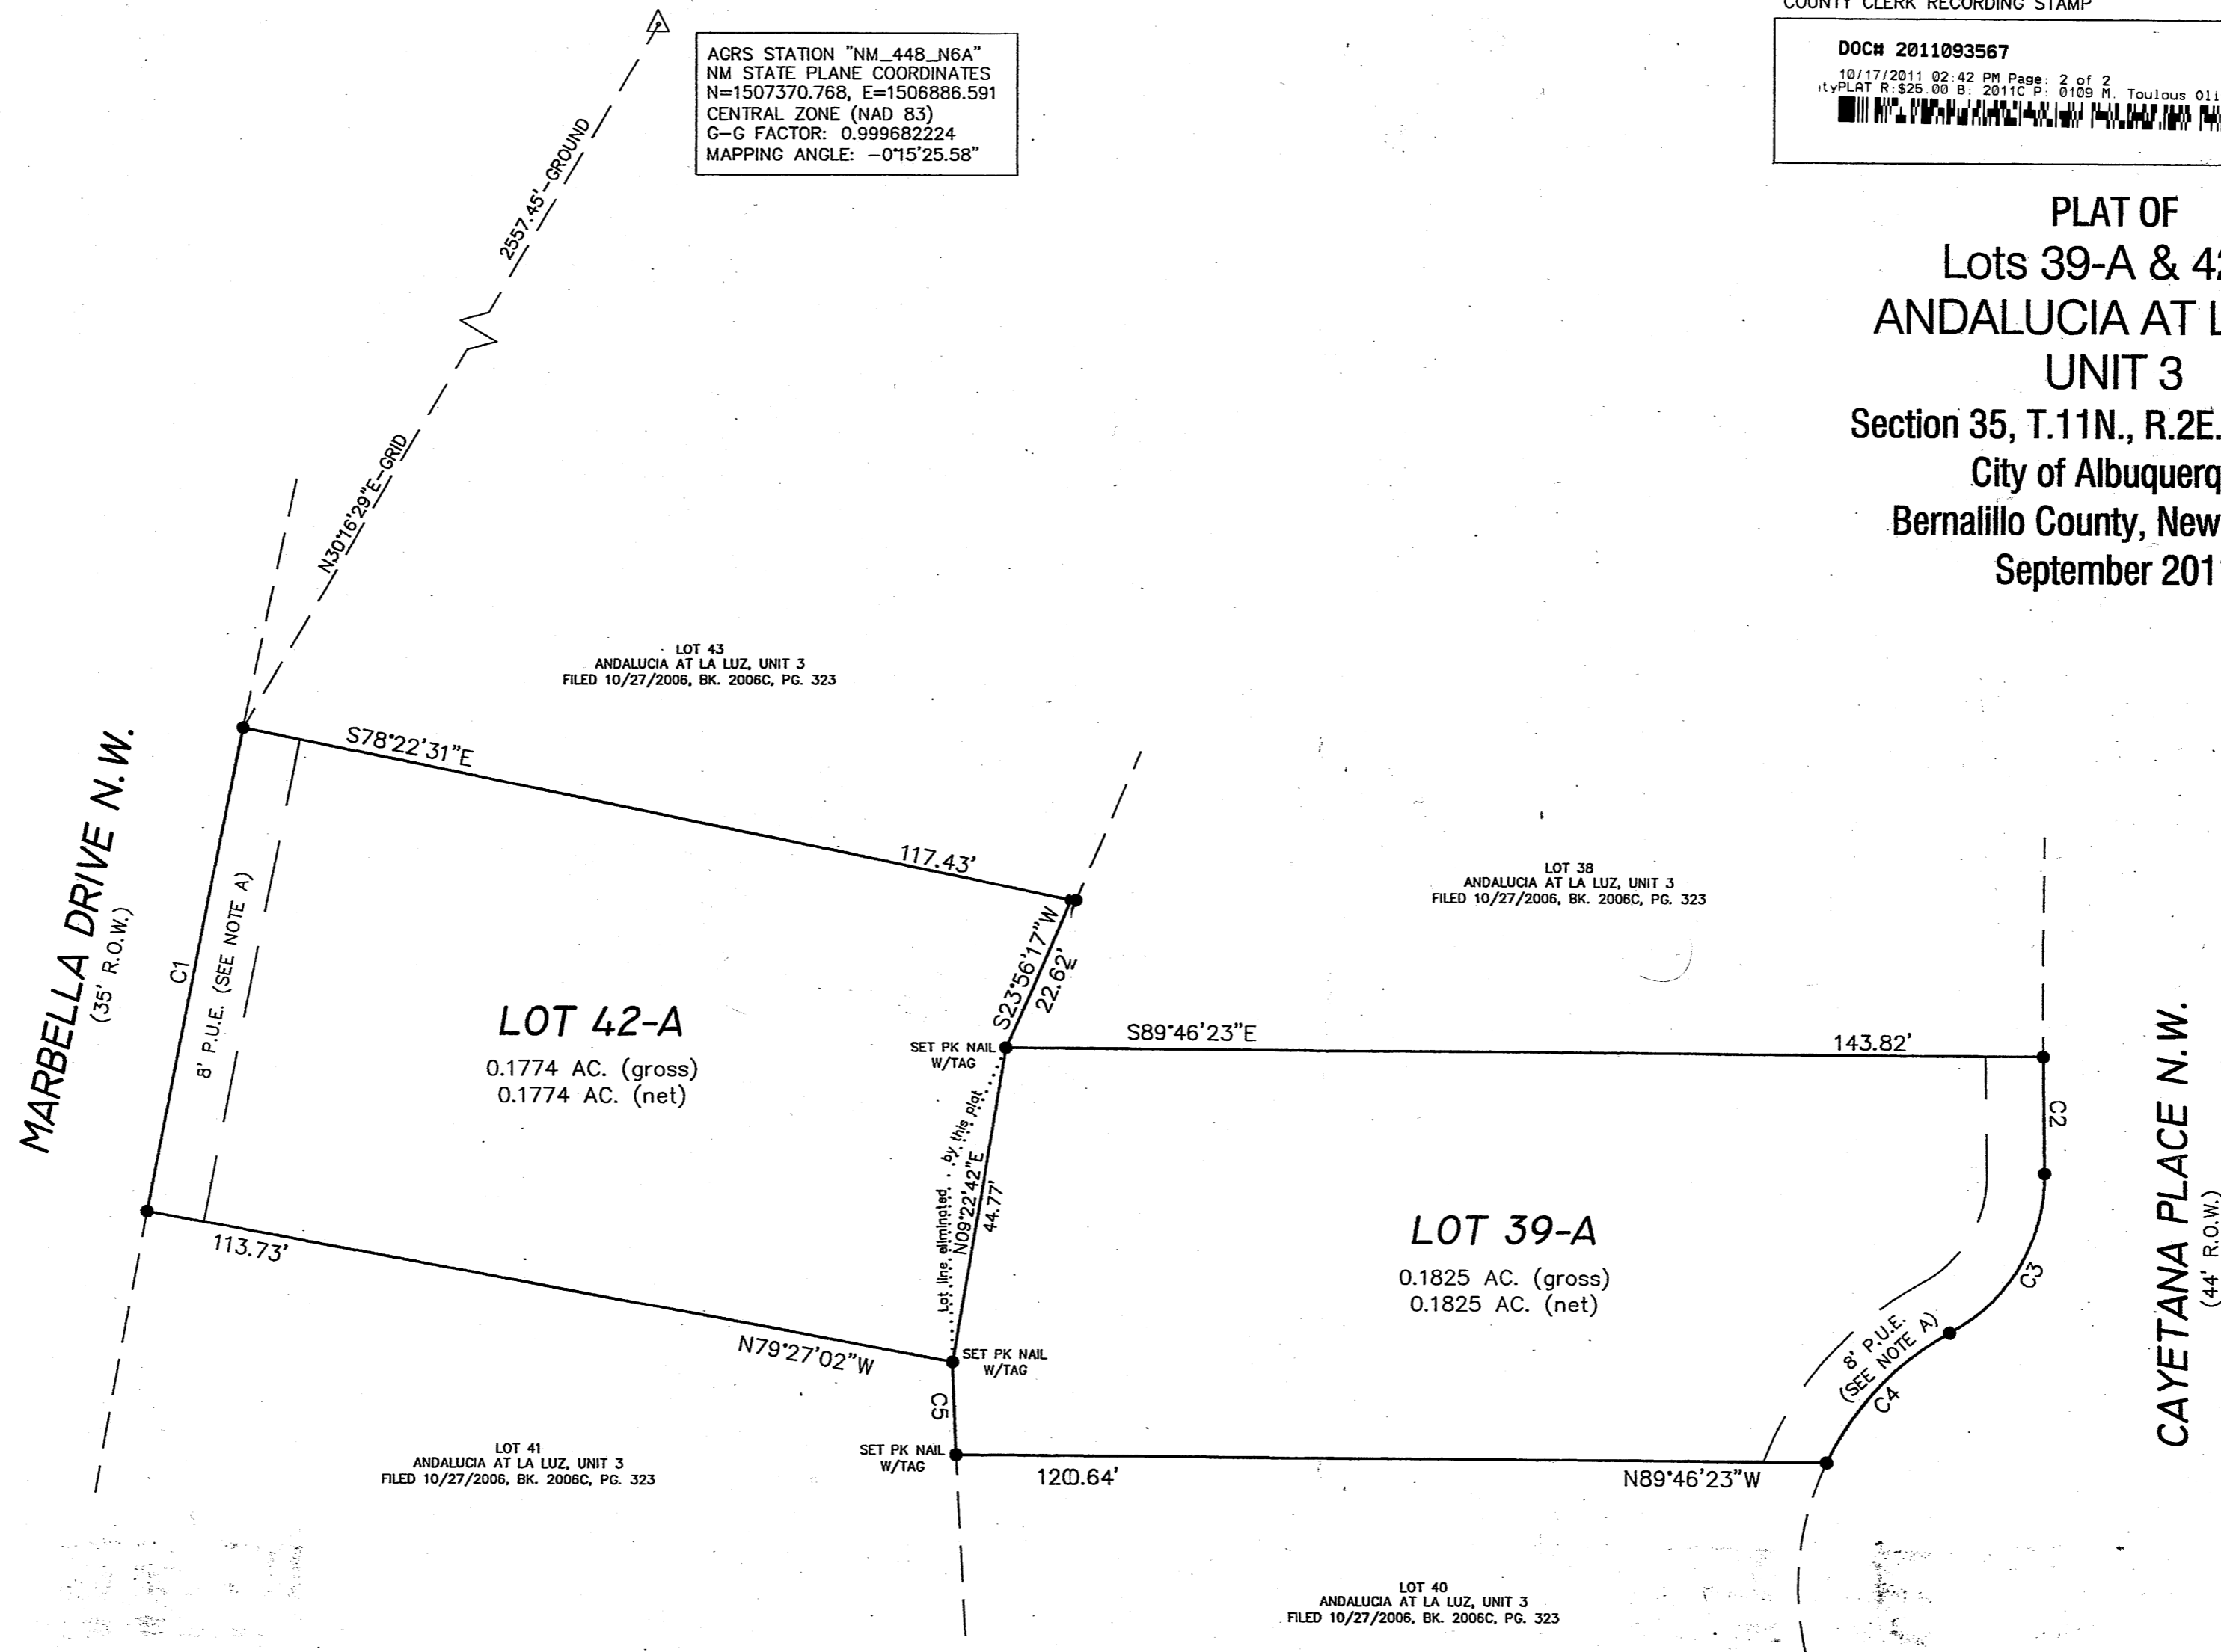 COUNTY CLERK RECORDING STAMP
DOC# 2011093567
10/17/2011 02:42 PM Page: 2 of 2
tyPLAT R:$25.00 B: 2011C P: 0109 M. Toulous Oli
AGRS STATION "NM_448_N6A"
NM STATE PLANE COORDINATES
N=1507370.768, E=1506886.591
CENTRAL ZONE (NAD 83)
G-G FACTOR: 0.999682224
MAPPING ANGLE: -0°15'25.58"
PLAT OF
Lots 39-A & 42
ANDALUCIA AT L
UNIT 3
Section 35, T.11N., R.2E.
City of Albuquerq
Bernalillo County, New
September 201
2557.45'-GROUND
N30°16'29"E-GRID
LOT 43
ANDALUCIA AT LA LUZ, UNIT 3
FILED 10/27/2006, BK. 2006C, PG. 323
MARBELLA DRIVE N.W.
(35' R.O.W.)
S78°22'31"E
117.43'
C1
8' P.U.E. (SEE NOTE A)
LOT 42-A
0.1774 AC. (gross)
0.1774 AC. (net)
S23°56'17"W
22.62'
LOT 38
ANDALUCIA AT LA LUZ, UNIT 3
FILED 10/27/2006, BK. 2006C, PG. 323
SET PK NAIL
W/TAG
S89°46'23"E
143.82'
C2
Lot line eliminated by this plat
N09°22'42"E
44.77'
LOT 39-A
0.1825 AC. (gross)
0.1825 AC. (net)
C3
8' P.U.E.
(SEE NOTE A)
C4
CAYETANA PLACE N.W.
(44' R.O.W.)
113.73'
N79°27'02"W
SET PK NAIL
W/TAG
C5
SET PK NAIL
W/TAG
120.64'
N89°46'23"W
LOT 41
ANDALUCIA AT LA LUZ, UNIT 3
FILED 10/27/2006, BK. 2006C, PG. 323
LOT 40
ANDALUCIA AT LA LUZ, UNIT 3
FILED 10/27/2006, BK. 2006C, PG. 323